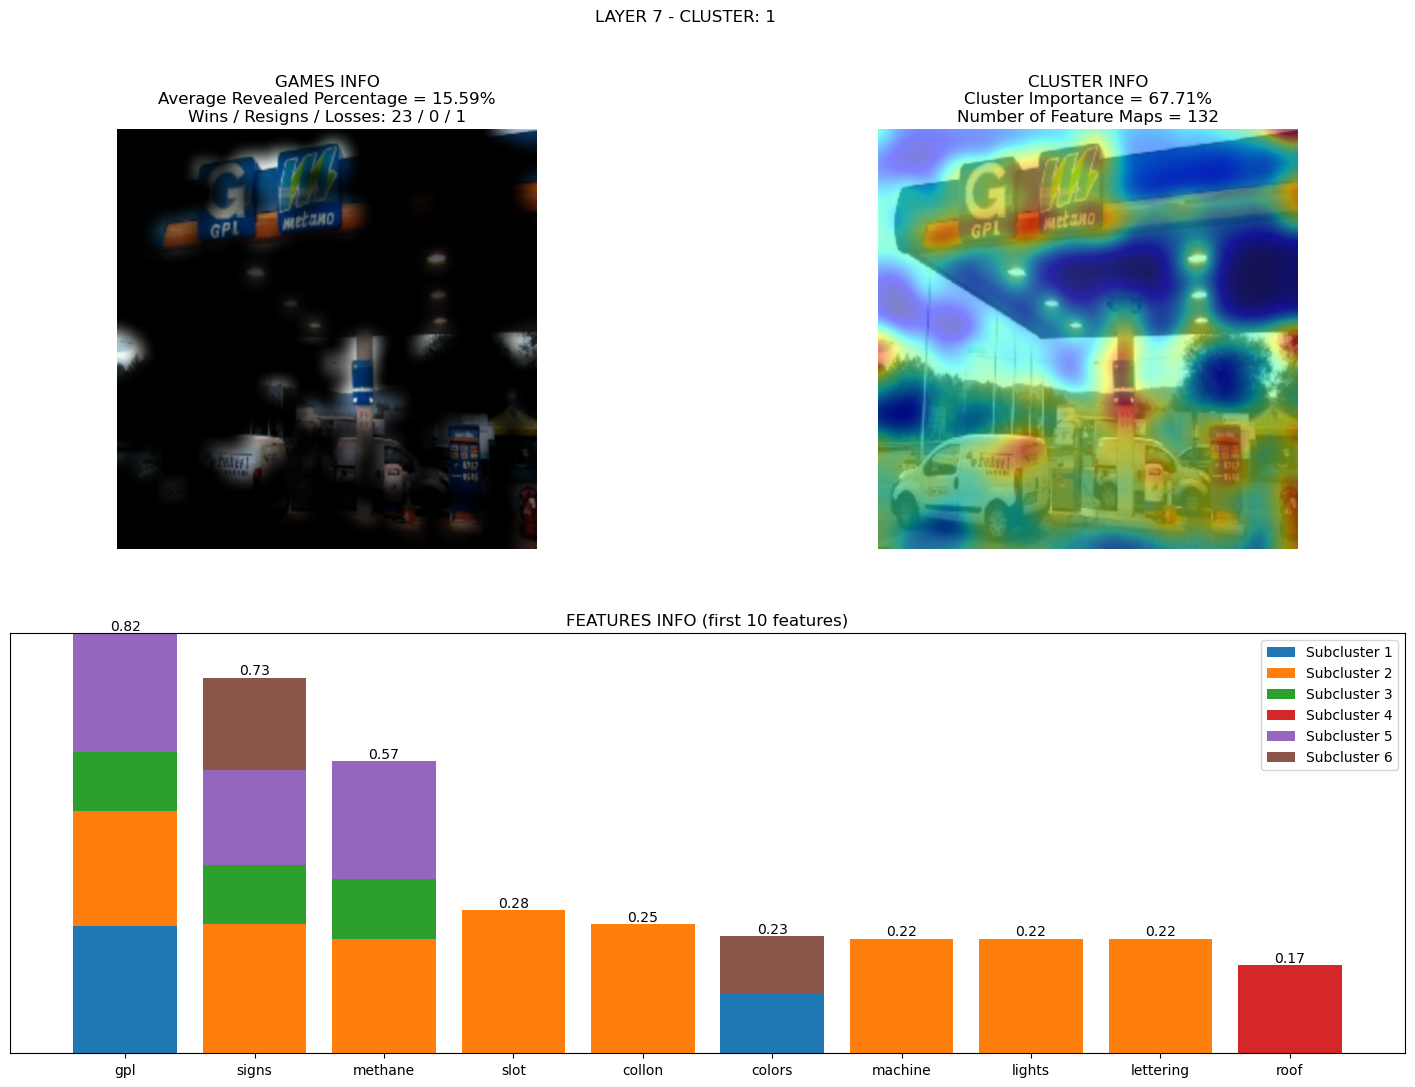 LAYER 7 - CLUSTER: 1
GAMES INFO
Average Revealed Percentage = 15.59%
Wins / Resigns / Losses: 23 / 0 / 1
G
GPL
metano
CLUSTER INFO
Cluster Importance = 67.71%
Number of Feature Maps = 132
G
GPL
metano
FEATURES INFO (first 10 features)
0.82
0.73
0.57
0.28
0.25
0.23
0.22
0.22
0.22
0.17
Subcluster 1
Subcluster 2
Subcluster 3
Subcluster 4
Subcluster 5
Subcluster 6
gpl
signs
methane
slot
collon
colors
machine
lights
lettering
roof